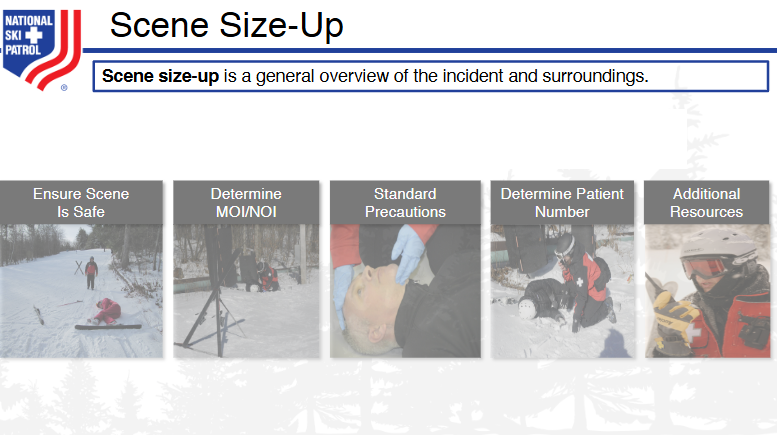 NATIONAL
SKI
PATROL
®
Scene Size-Up
Scene size-up is a general overview of the incident and surroundings.
Ensure Scene
Is Safe
Determine
MOI/NOI
Standard
Precautions
Determine Patient
Number
Additional
Resources